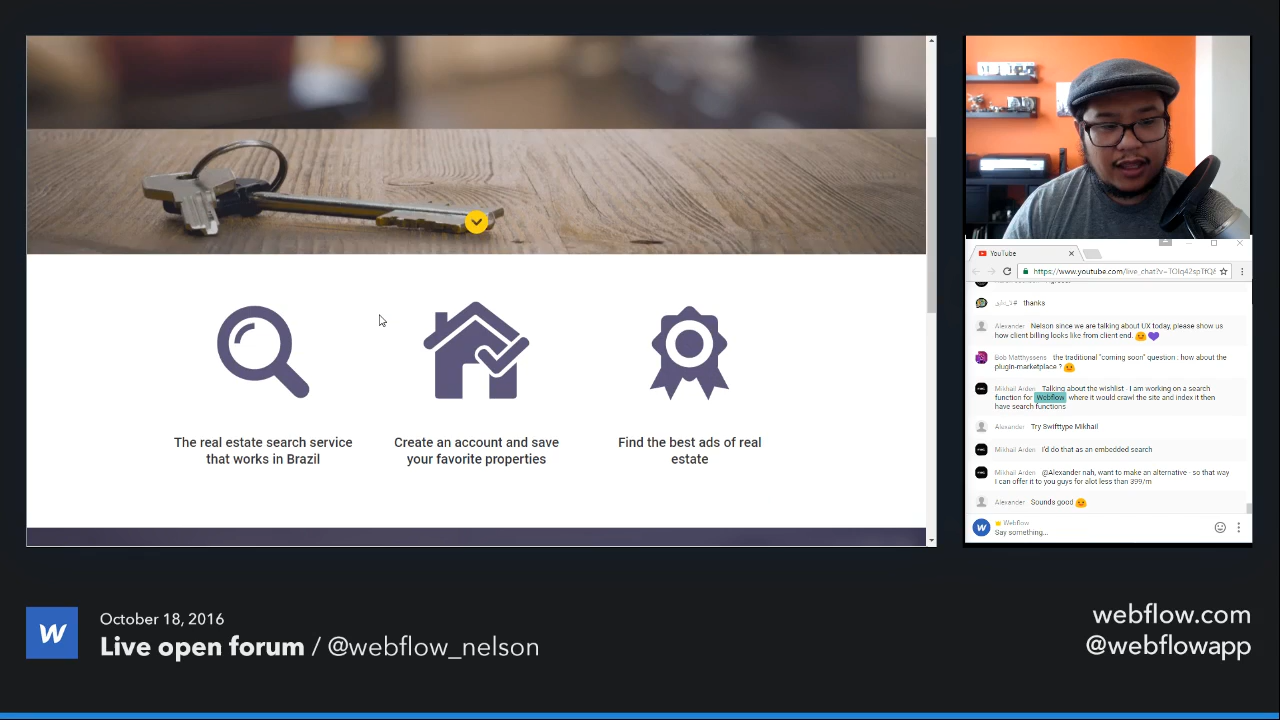 The real estate search service
that works in Brazil
Create an account and save
your favorite properties
Find the best ads of real
estate
YouTube
https://www.youtube.com/live_chat?v=
thanks
Alexander Nelson since we are talking about UX today, please show us
how client billing looks like from client end.
Bob Matthyssens the traditional "coming soon" question : how about the
plugin-marketplace ?
Mikhail Arden Talking about the wishlist - I am working on a search
function for Webflow where it would crawl the site and index it then
have search functions
Alexander Try Swifttype Mikhail
Mikhail Arden I'd do that as an embedded search
Mikhail Arden @Alexander nah, want to make an alternative - so that way
I can offer it to you guys for alot less than 399/m
Alexander Sounds good
Webflow
Say something...
W
October 18, 2016
Live open forum / @webflow_nelson
webflow.com
@webflowapp